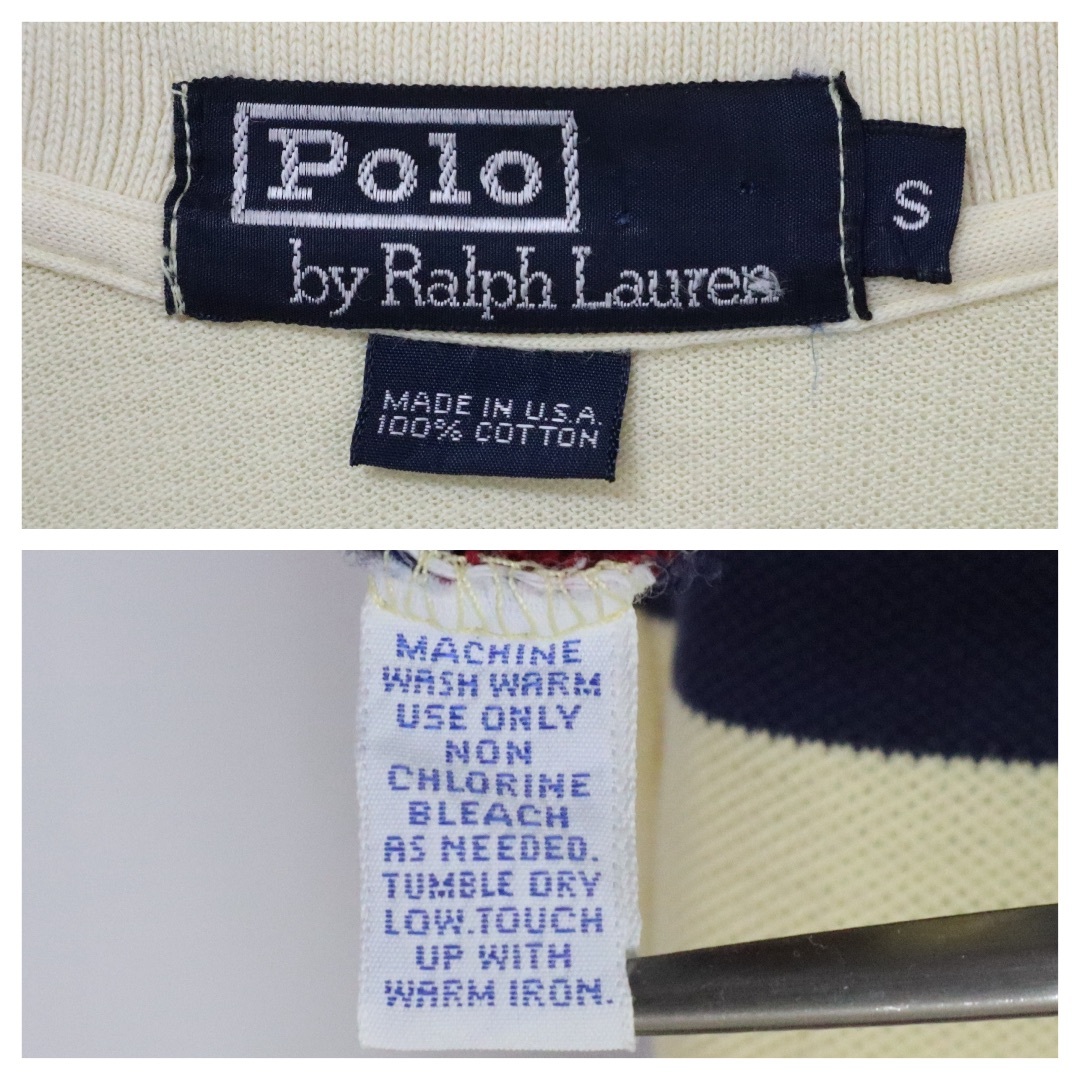 Polo
by Ralph Lauren
S
MADE IN U.S.A.
100% COTTON
MACHINE
WASH WARM
USE ONLY
NON
CHLORINE
BLEACH
AS NEEDED.
TUMBLE DRY
LOW.TOUCH
UP WITH
WARM IRON.